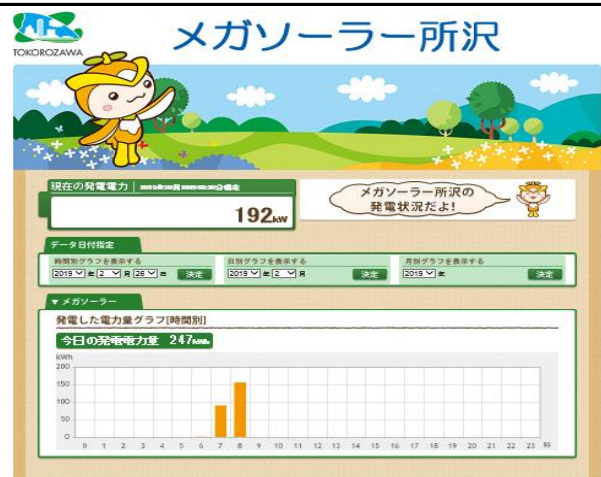 TOKOROZAWA
メガソーラー所沢
現在の発電電力
192kW
メガソーラー所沢の
発電状況だよ!
データ日付指定
時間別グラフを表示する
2019 年 2 月 26 日 決定
日別グラフを表示する
2019 年 2 月 決定
月別グラフを表示する
2019 年 決定
▼メガソーラー
発電した電力量グラフ[時間別]
今日の発電電力量 247kWh
kWh
200
150
100
50
0
0 1 2 3 4 5 6 7 8 9 10 11 12 13 14 15 16 17 18 19 20 21 22 23 時